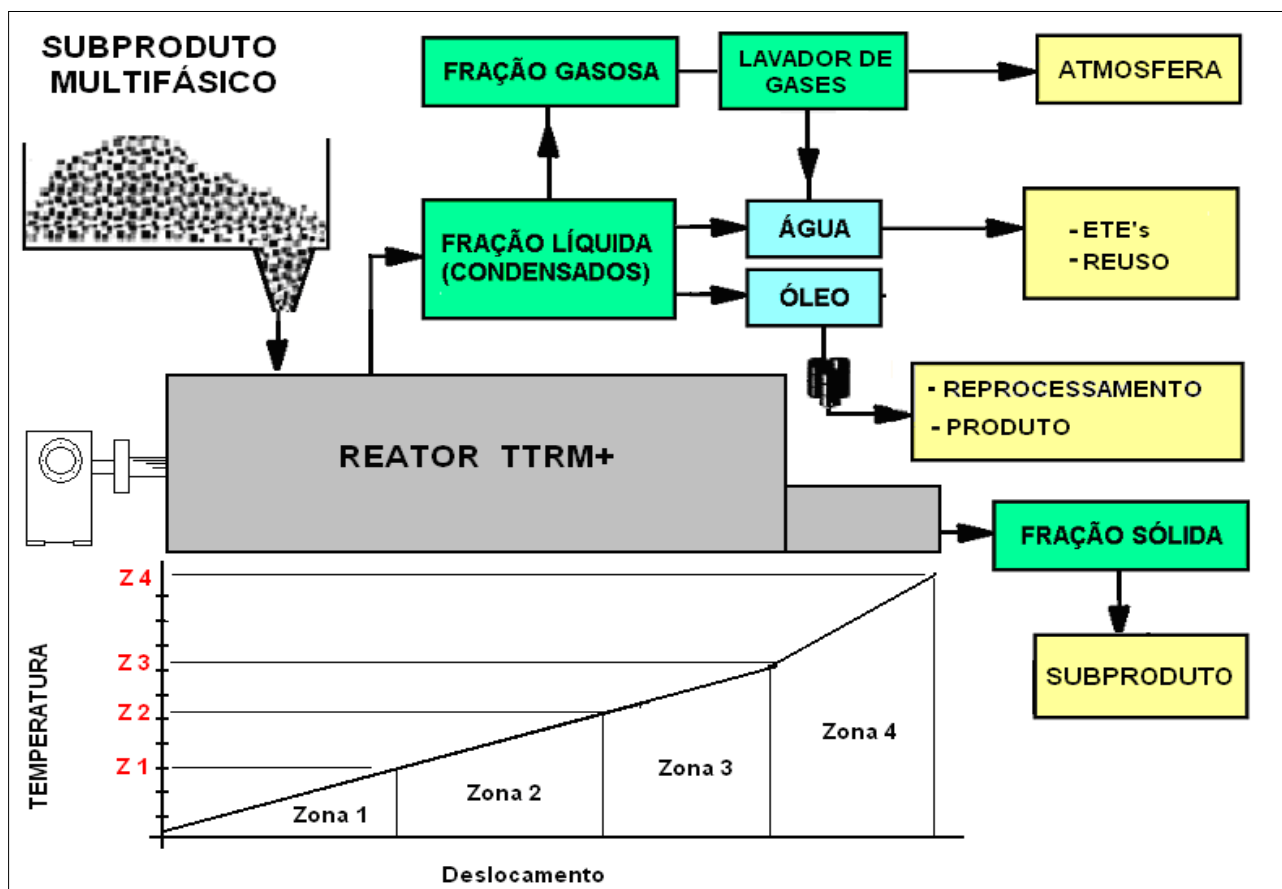 SUBPRODUTO
MULTIFÁSICO
FRAÇÃO GASOSA
LAVADOR DE
GASES
ATMOSFERA
FRAÇÃO LÍQUIDA
(CONDENSADOS)
ÁGUA
ÓLEO
- ETE's
- REUSO
- REPROCESSAMENTO
- PRODUTO
REATOR TTRM+
FRAÇÃO SÓLIDA
SUBPRODUTO
TEMPERATURA
Z 4
Z 3
Z 2
Z 1
Zona 1
Zona 2
Zona 3
Zona 4
Deslocamento